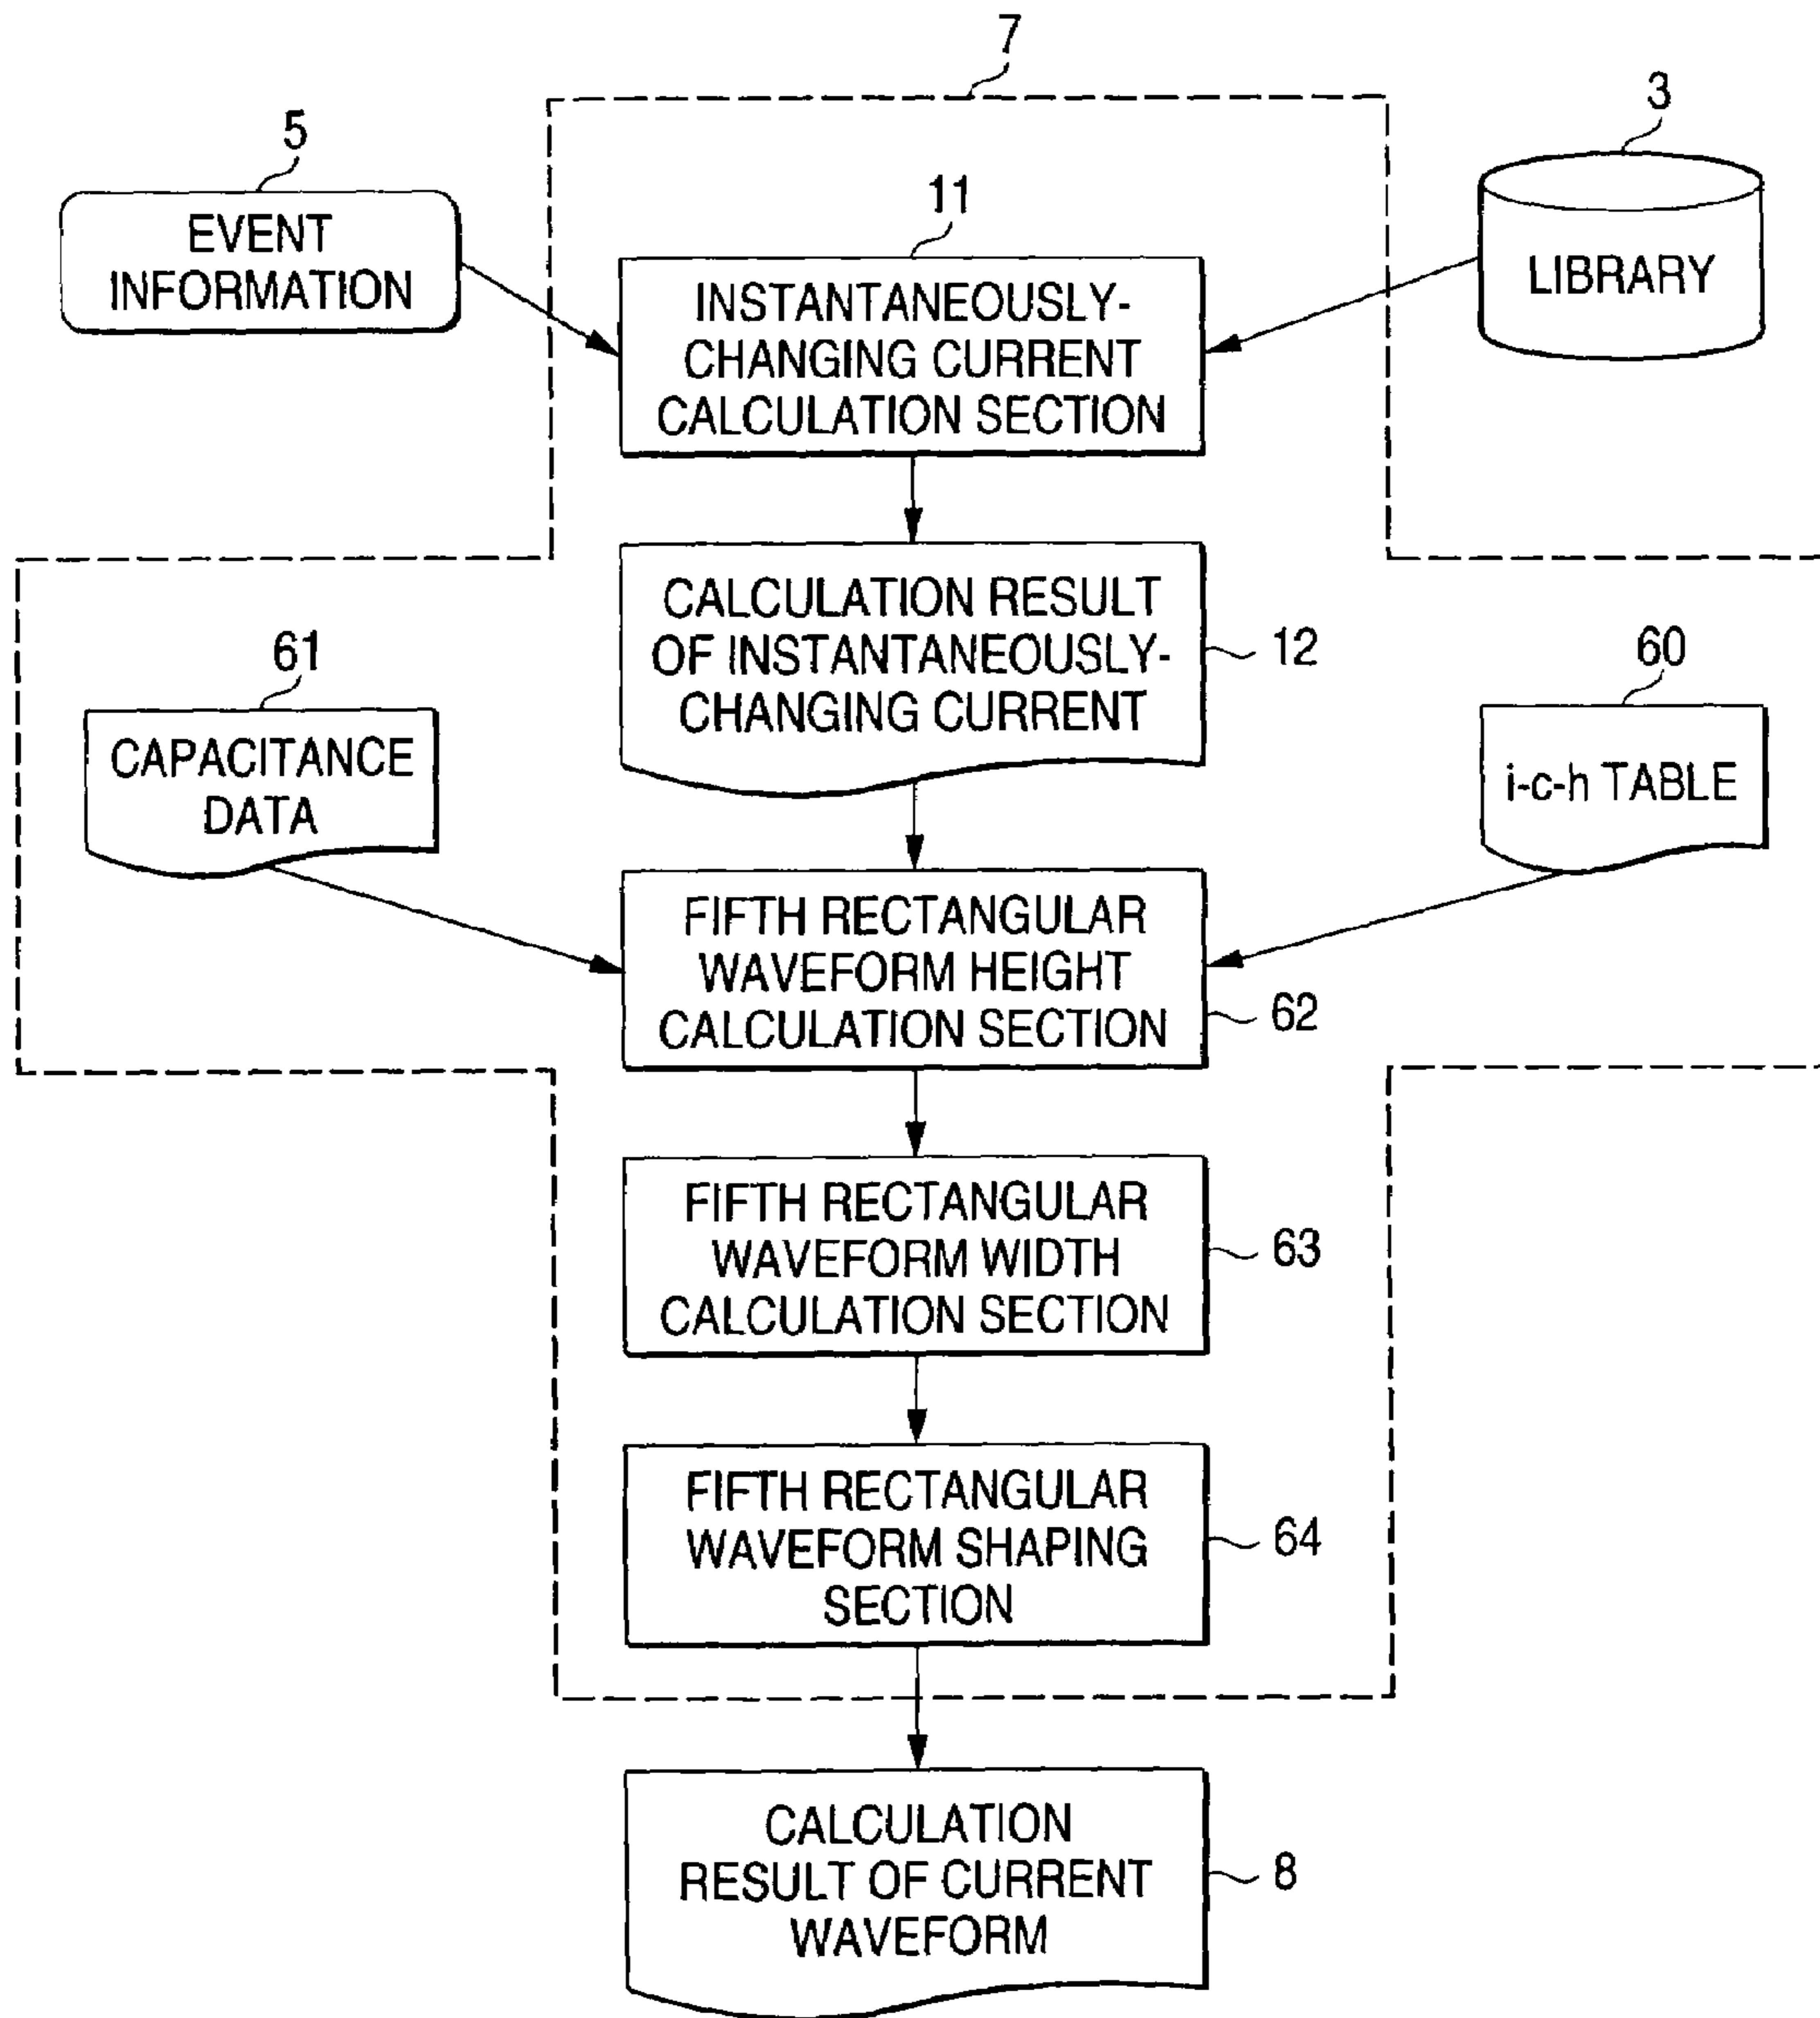 7
5
EVENT
INFORMATION
3
LIBRARY
11
INSTANTANEOUSLY-
CHANGING CURRENT
CALCULATION SECTION
CALCULATION RESULT
OF INSTANTANEOUSLY-
CHANGING CURRENT
12
61
CAPACITANCE
DATA
60
i-c-h TABLE
FIFTH RECTANGULAR
WAVEFORM HEIGHT
CALCULATION SECTION
62
FIFTH RECTANGULAR
WAVEFORM WIDTH
CALCULATION SECTION
63
FIFTH RECTANGULAR
WAVEFORM SHAPING
SECTION
64
CALCULATION
RESULT OF CURRENT
WAVEFORM
8